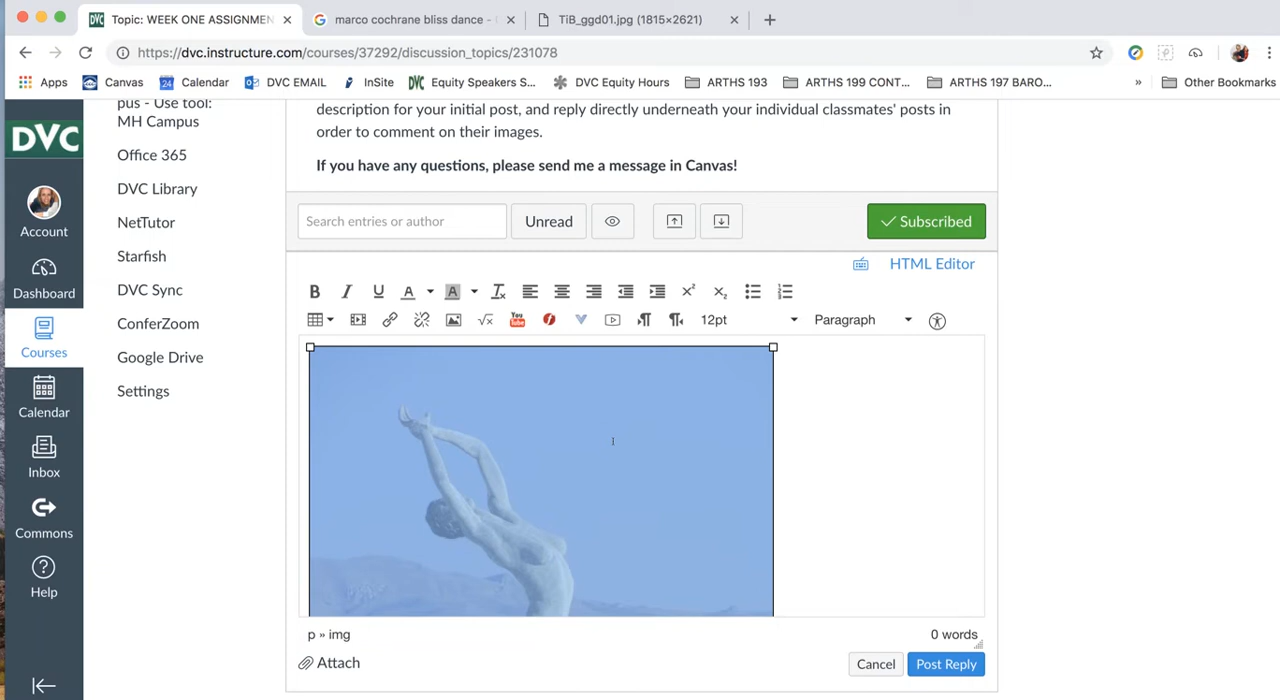 Topic: WEEK ONE ASSIGNMEN
marco cochrane bliss dance -
TiB_ggd01.jpg (1815×2621)
https://dvc.instructure.com/courses/37292/discussion_topics/231078
Apps
Canvas
Calendar
DVC EMAIL
InSite
Equity Speakers S...
DVC Equity Hours
ARTHS 193
ARTHS 199 CONT...
ARTHS 197 BARO...
»
Other Bookmarks
DVC
Account
Dashboard
Courses
Calendar
Inbox
Commons
Help
pus - Use tool:
MH Campus
Office 365
DVC Library
NetTutor
Starfish
DVC Sync
ConferZoom
Google Drive
Settings
description for your initial post, and reply directly underneath your individual classmates' posts in
order to comment on their images.
If you have any questions, please send me a message in Canvas!
Search entries or author
Unread
Subscribed
HTML Editor
12pt
Paragraph
p » img
0 words
Attach
Cancel
Post Reply